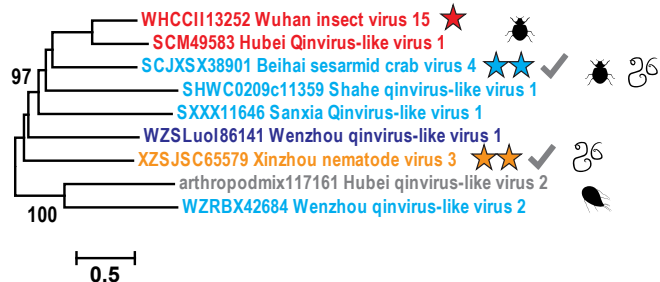 WHCCII13252 Wuhan insect virus 15
SCM49583 Hubei Qinvirus-like virus 1
SCJXSX38901 Beihai sesarmid crab virus 4
97
SHWC0209c11359 Shahe qinvirus-like virus 1
SXXX11646 Sanxia Qinvirus-like virus 1
WZSLuoI86141 Wenzhou qinvirus-like virus 1
XZSJSC65579 Xinzhou nematode virus 3
arthropodmix117161 Hubei qinvirus-like virus 2
WZRBX42684 Wenzhou qinvirus-like virus 2
100
0.5